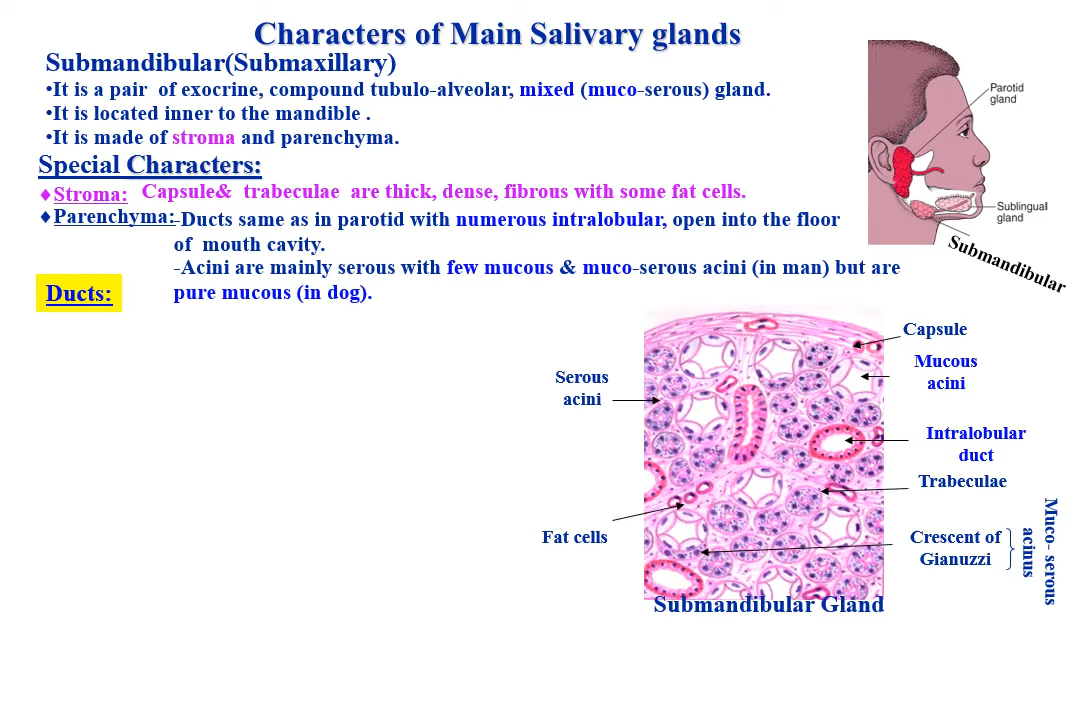 Characters of Main Salivary glands
Submandibular(Submaxillary)
•It is a pair of exocrine, compound tubulo-alveolar, mixed (muco-serous) gland.
•It is located inner to the mandible .
•It is made of stroma and parenchyma.
Special Characters:
♦Stroma: Capsule& trabeculae are thick, dense, fibrous with some fat cells.
♦Parenchyma:-Ducts same as in parotid with numerous intralobular, open into the floor
of mouth cavity.
-Acini are mainly serous with few mucous & muco-serous acini (in man) but are
pure mucous (in dog).
Ducts:
Parotid
gland
Sublingual
gland
Submandibular
Capsule
Mucous
acini
Serous
acini
Intralobular
duct
Trabeculae
Fat cells
Crescent of
Gianuzzi
Muco- serous
acinus
Submandibular Gland